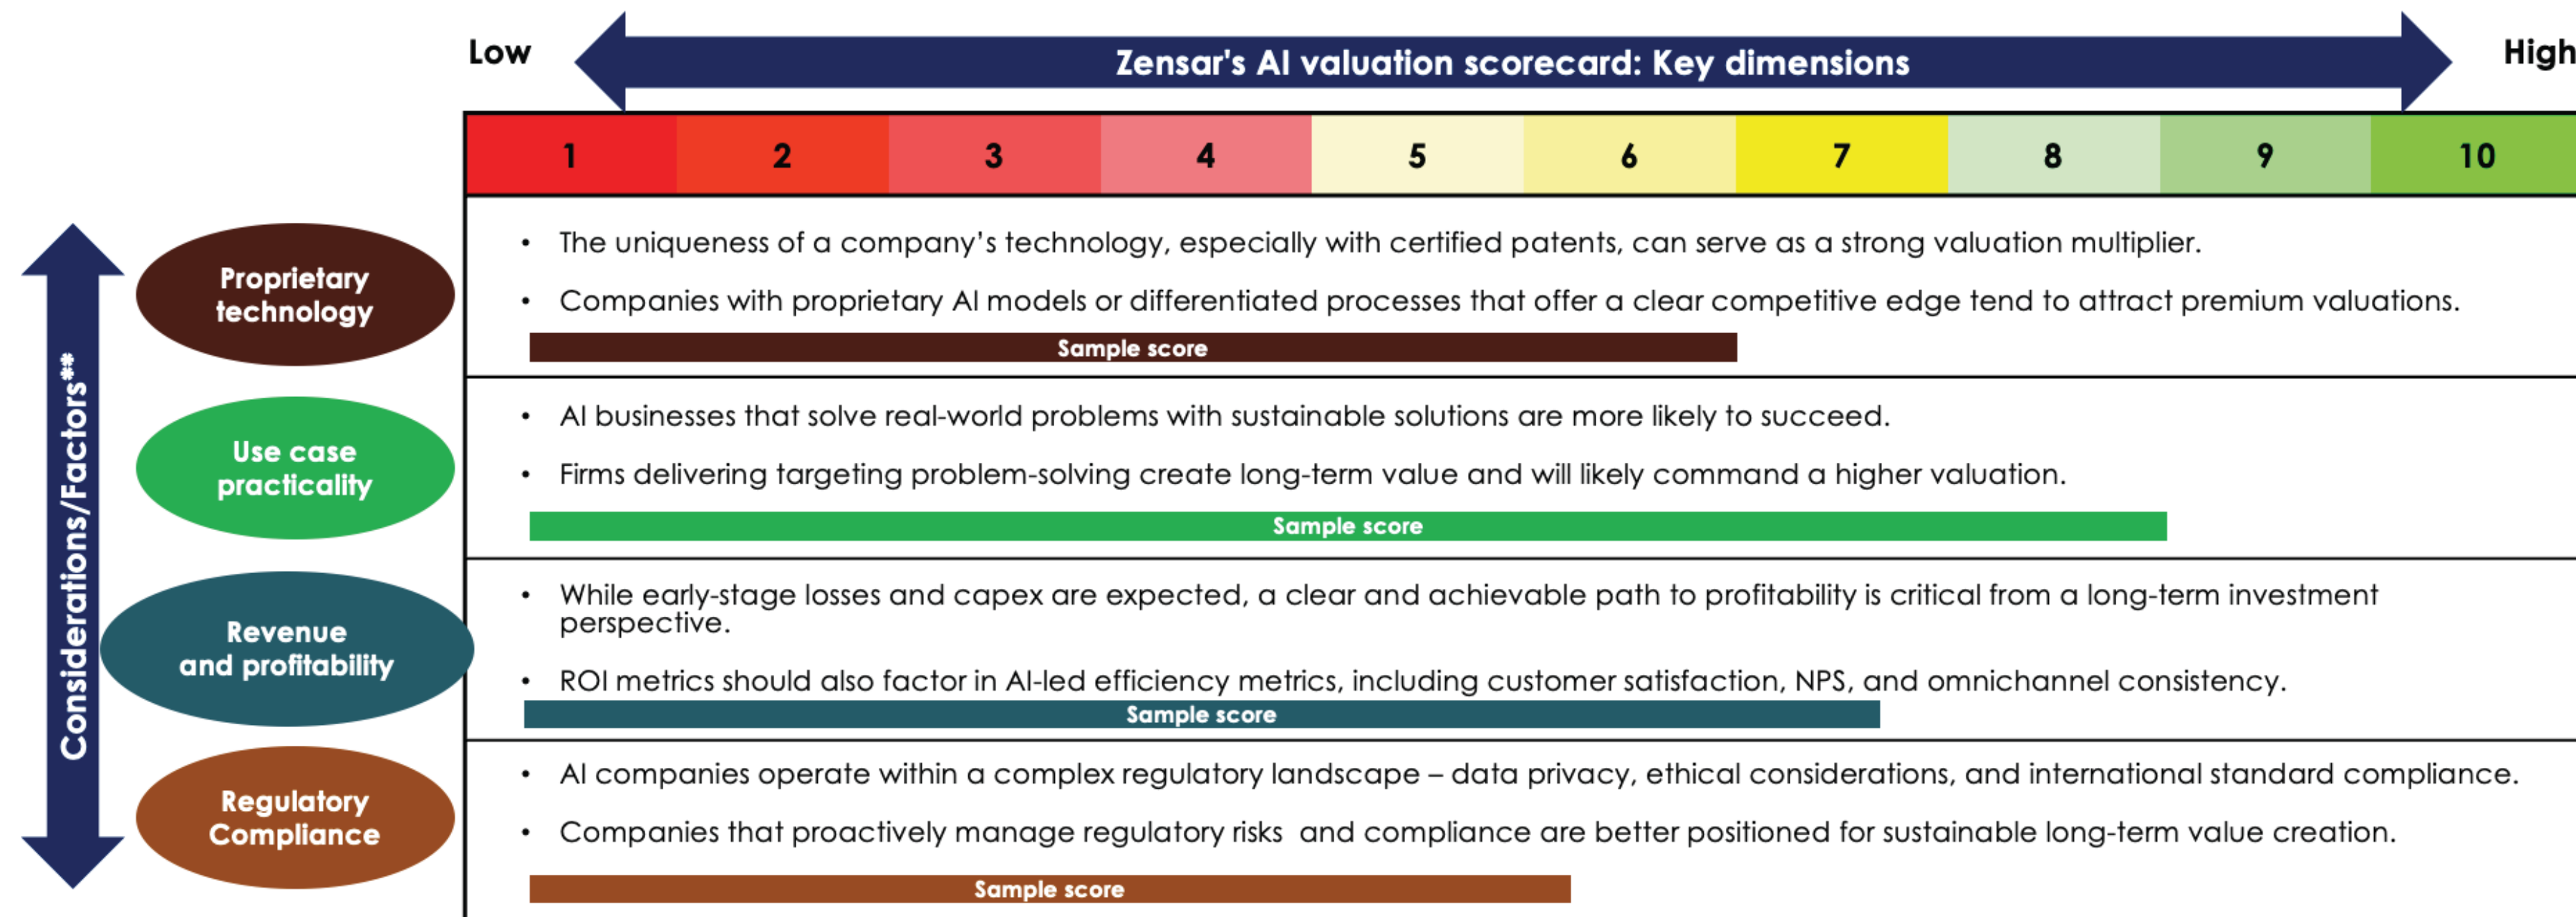 Low
Zensar's AI valuation scorecard: Key dimensions
High
1 2 3 4 5 6 7 8 9 10
Considerations/Factors**
Proprietary
technology
• The uniqueness of a company’s technology, especially with certified patents, can serve as a strong valuation multiplier.
• Companies with proprietary AI models or differentiated processes that offer a clear competitive edge tend to attract premium valuations.
Sample score
Use case
practicality
• AI businesses that solve real-world problems with sustainable solutions are more likely to succeed.
• Firms delivering targeting problem-solving create long-term value and will likely command a higher valuation.
Sample score
Revenue
and profitability
• While early-stage losses and capex are expected, a clear and achievable path to profitability is critical from a long-term investment
perspective.
• ROI metrics should also factor in AI-led efficiency metrics, including customer satisfaction, NPS, and omnichannel consistency.
Sample score
Regulatory
Compliance
• AI companies operate within a complex regulatory landscape – data privacy, ethical considerations, and international standard compliance.
• Companies that proactively manage regulatory risks  and compliance are better positioned for sustainable long-term value creation.
Sample score